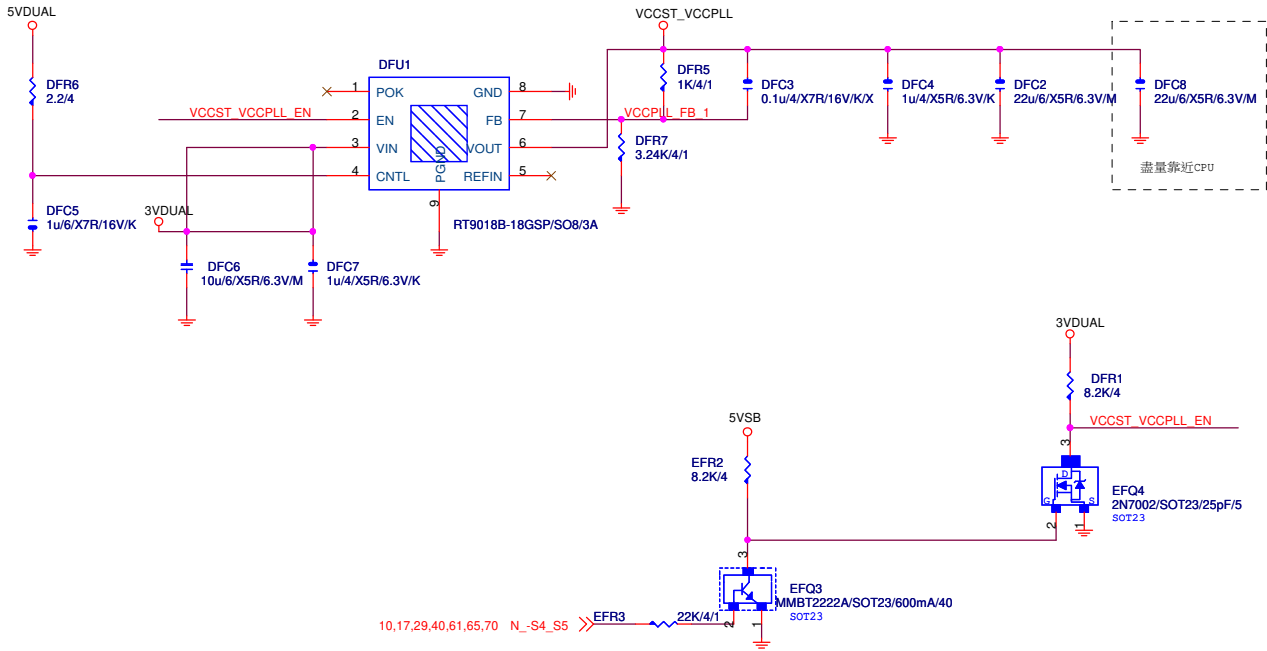 5VDUAL
VCCST_VCCPLL
DFU1
DFR6
2.2/4
DFR5
1K/4/1
DFC3
0.1u/4/X7R/16V/K/X
DFC4
1u/4/X5R/6.3V/K
DFC2
22u/6/X5R/6.3V/M
DFC8
22u/6/X5R/6.3V/M
1 POK GND 8
VCCST_VCCPLL_EN 2 EN FB 7 VCCPLL_FB_1
3 VIN VOUT 6
4 CNTL REFIN 5
PGND
9
DFR7
3.24K/4/1
盡量靠近CPU
RT9018B-18GSP/SO8/3A
DFC5
1u/6/X7R/16V/K
3VDUAL
DFC6
10u/6/X5R/6.3V/M
DFC7
1u/4/X5R/6.3V/K
3VDUAL
DFR1
8.2K/4
VCCST_VCCPLL_EN
3
D
G S
2 1
EFQ4
2N7002/SOT23/25pF/5
SOT23
5VSB
EFR2
8.2K/4
3
EFQ3
MMBT2222A/SOT23/600mA/40
SOT23
2 1
10,17,29,40,61,65,70 N_-S4_S5 EFR3 22K/4/1